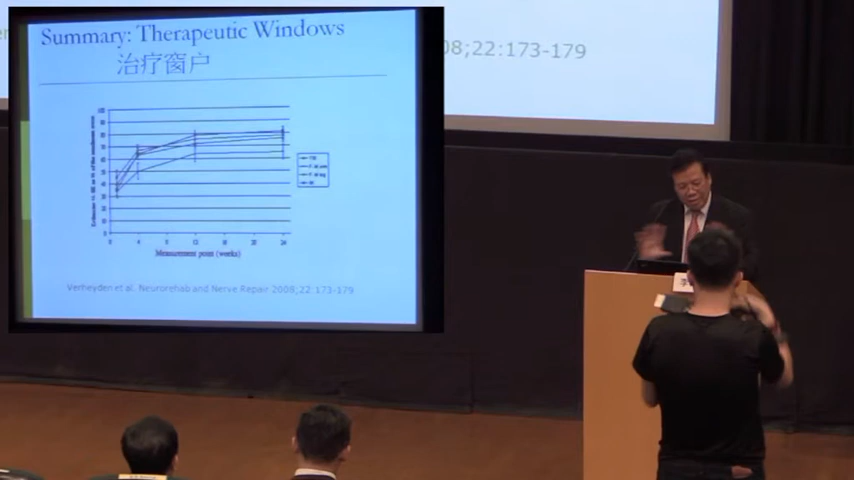 Summary: Therapeutic Windows
治疗窗户
Measurement point (weeks)
Verheyden et al. Neurorehab and Nerve Repair 2008;22:173-179
08;22:173-179